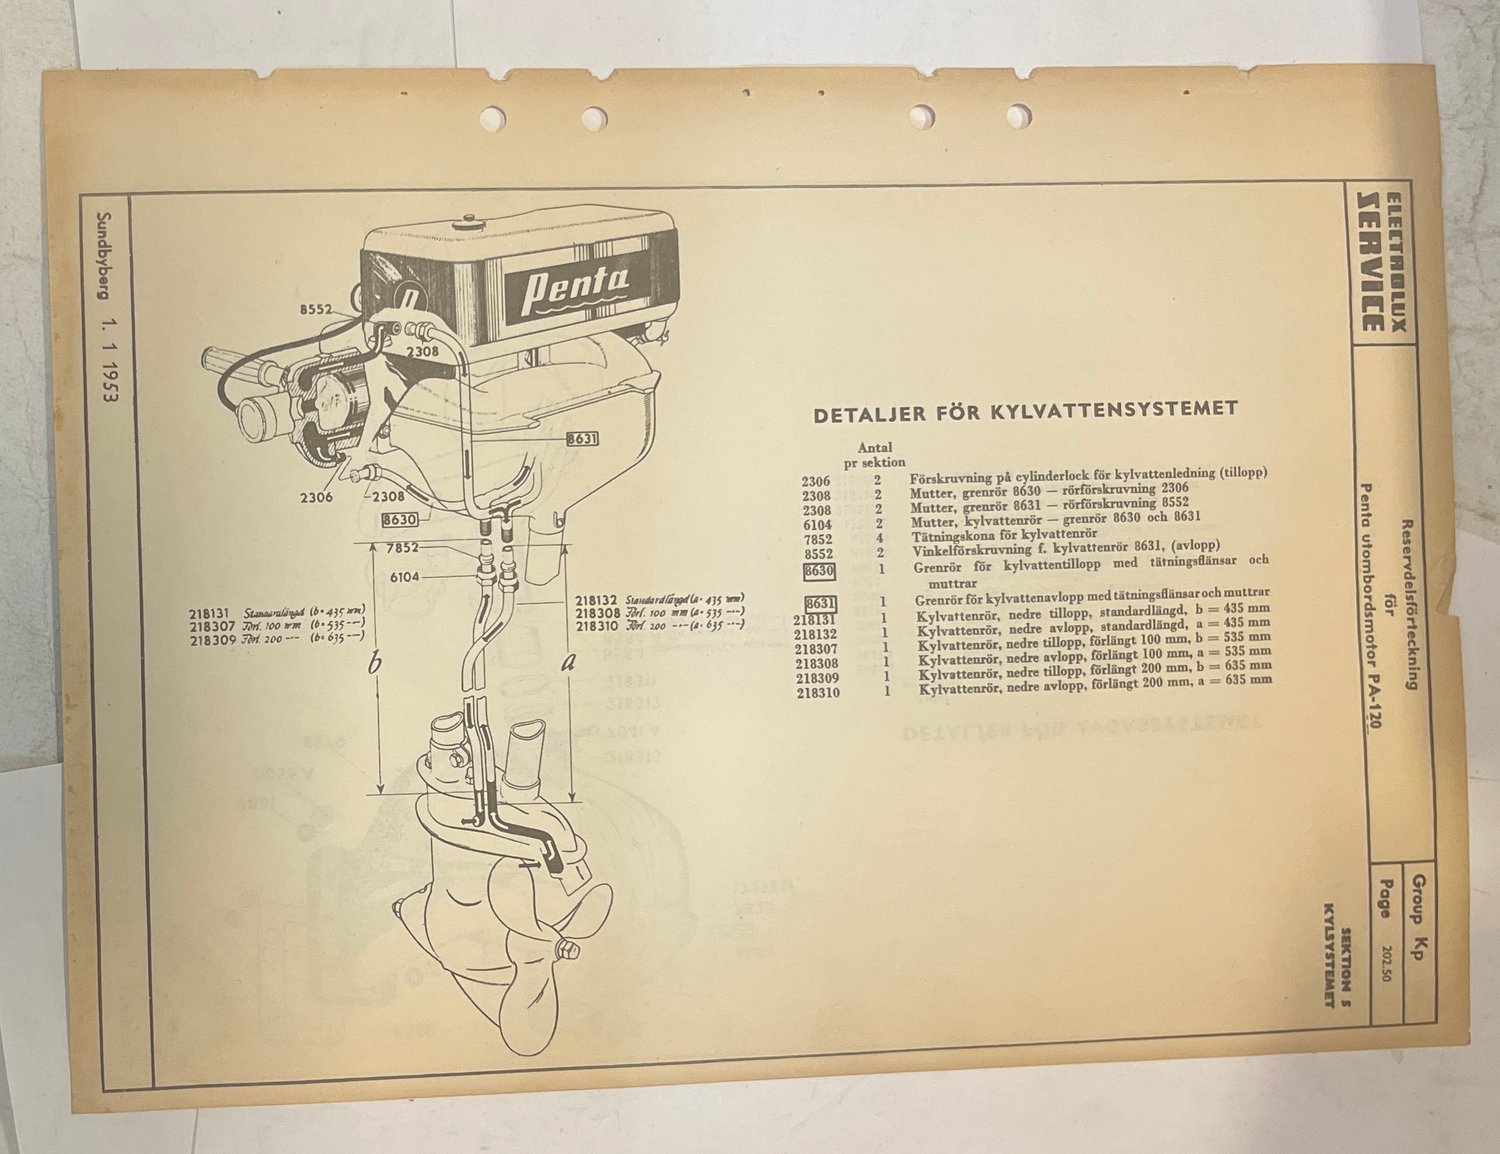 ELECTROLUX
SERVICE
Reservdelsförteckning
för
Penta utombordsmotor PA-120
Group Kp
Page 202.50
SEKTION 5
KYLSYSTEMET
Penta
8552
2308
8631
2306
2308
8630
7852
6104
218131 Standardlängd (b=435 mm)
218307 Förl. 100 mm (b=535 -"-)
218309 Förl. 200 -"- (b=635 -"-)
218132 Standardlängd (a=435 mm)
218308 Förl. 100 mm (a=535 -"-)
218310 Förl. 200 -"- (a=635 -"-)
b
a
DETALJER FÖR KYLVATTENSYSTEMET
Antal
pr sektion
2306 2 Förskruvning på cylinderlock för kylvattenledning (tillopp)
2308 2 Mutter, grenrör 8630 — rörförskruvning 2306
2308 2 Mutter, grenrör 8631 — rörförskruvning 8552
6104 2 Mutter, kylvattenrör — grenrör 8630 och 8631
7852 4 Tätningskona för kylvattenrör
8552 2 Vinkelförskruvning f. kylvattenrör 8631, (avlopp)
8630 1 Grenrör för kylvattentillopp med tätningsflänsar och
muttrar
8631 1 Grenrör för kylvattenavlopp med tätningsflänsar och muttrar
218131 1 Kylvattenrör, nedre tillopp, standardlängd, b = 435 mm
218132 1 Kylvattenrör, nedre avlopp, standardlängd, a = 435 mm
218307 1 Kylvattenrör, nedre tillopp, förlängt 100 mm, b = 535 mm
218308 1 Kylvattenrör, nedre avlopp, förlängt 100 mm, a = 535 mm
218309 1 Kylvattenrör, nedre tillopp, förlängt 200 mm, b = 635 mm
218310 1 Kylvattenrör, nedre avlopp, förlängt 200 mm, a = 635 mm
Sundbyberg 1. 1 1953